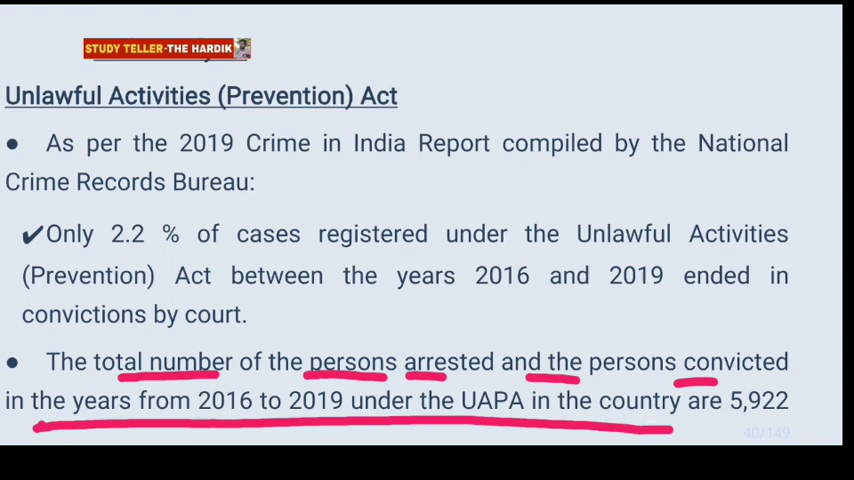 STUDY TELLER-THE HARDIK
Unlawful Activities (Prevention) Act
● As per the 2019 Crime in India Report compiled by the National
Crime Records Bureau:
✔Only 2.2 % of cases registered under the Unlawful Activities
(Prevention) Act between the years 2016 and 2019 ended in
convictions by court.
● The total number of the persons arrested and the persons convicted
in the years from 2016 to 2019 under the UAPA in the country are 5,922
40/149